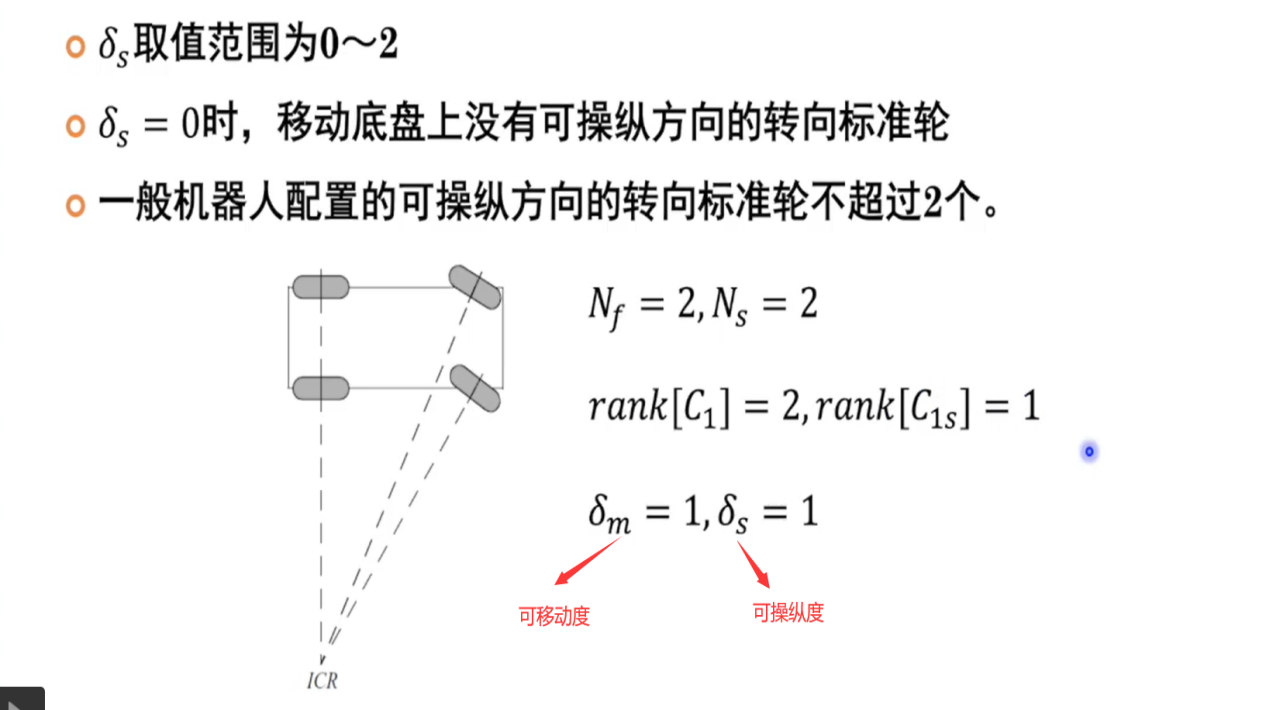 δs取值范围为0～2
δs = 0时，移动底盘上没有可操纵方向的转向标准轮
一般机器人配置的可操纵方向的转向标准轮不超过2个。
Nf = 2, Ns = 2
rank[C1] = 2, rank[C1s] = 1
δm = 1, δs = 1
可移动度
可操纵度
ICR